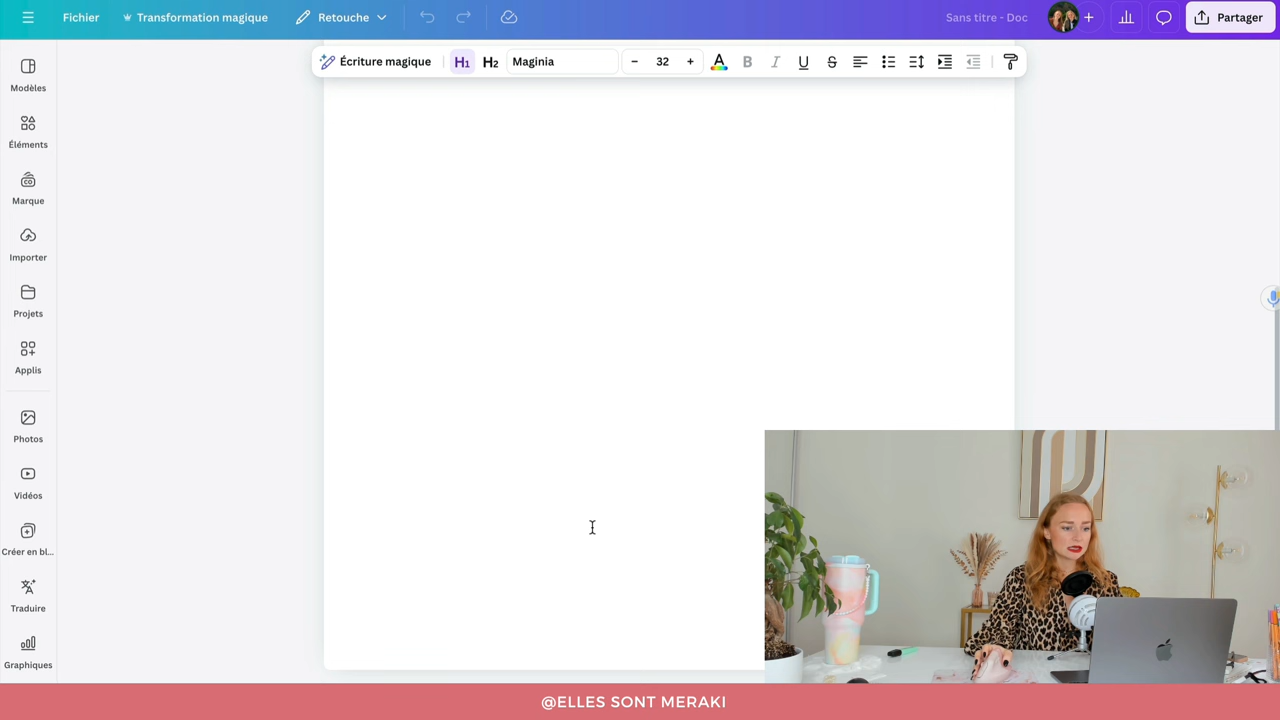 Fichier
Transformation magique
Retouche
Sans titre - Doc
Partager
Écriture magique
H1
H2
Maginia
− 32 +
A
B
I
U
S
Modèles
Éléments
Marque
Importer
Projets
Applis
Photos
Vidéos
Créer en bl...
Traduire
Graphiques
@ELLES SONT MERAKI